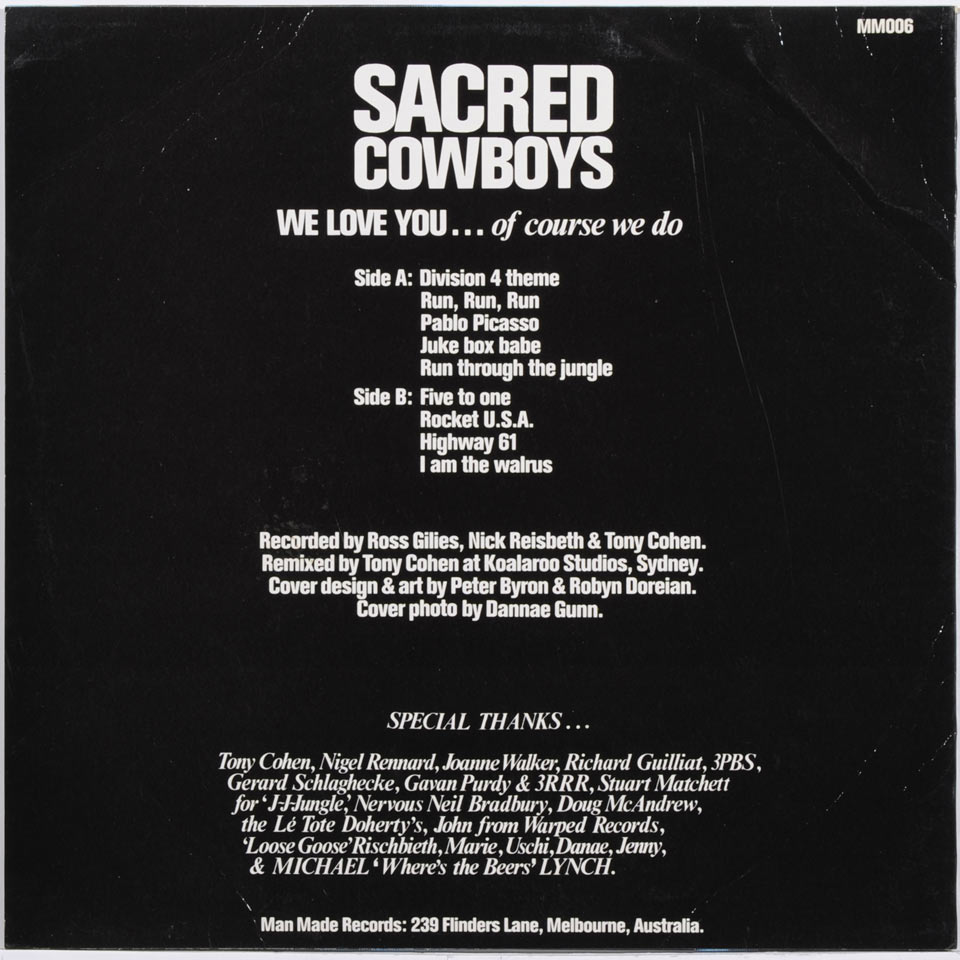 MM006
SACRED
COWBOYS
WE LOVE YOU... of course we do
Side A: Division 4 theme
Run, Run, Run
Pablo Picasso
Juke box babe
Run through the jungle
Side B: Five to one
Rocket U.S.A.
Highway 61
I am the walrus
Recorded by Ross Gilies, Nick Reisbeth & Tony Cohen.
Remixed by Tony Cohen at Koalaroo Studios, Sydney.
Cover design & art by Peter Byron & Robyn Doreian.
Cover photo by Dannae Gunn.
SPECIAL THANKS...
Tony Cohen, Nigel Rennard, Joanne Walker, Richard Guilliat, 3PBS,
Gerard Schlaghecke, Gavan Purdy & 3RRR, Stuart Matchett
for 'J-J-Jungle,' Nervous Neil Bradbury, Doug McAndrew,
the Lé Tote Doherty's, John from Warped Records,
'Loose Goose' Rischbieth, Marie, Uschi, Danae, Jenny,
& MICHAEL 'Where's the Beers' LYNCH.
Man Made Records: 239 Flinders Lane, Melbourne, Australia.